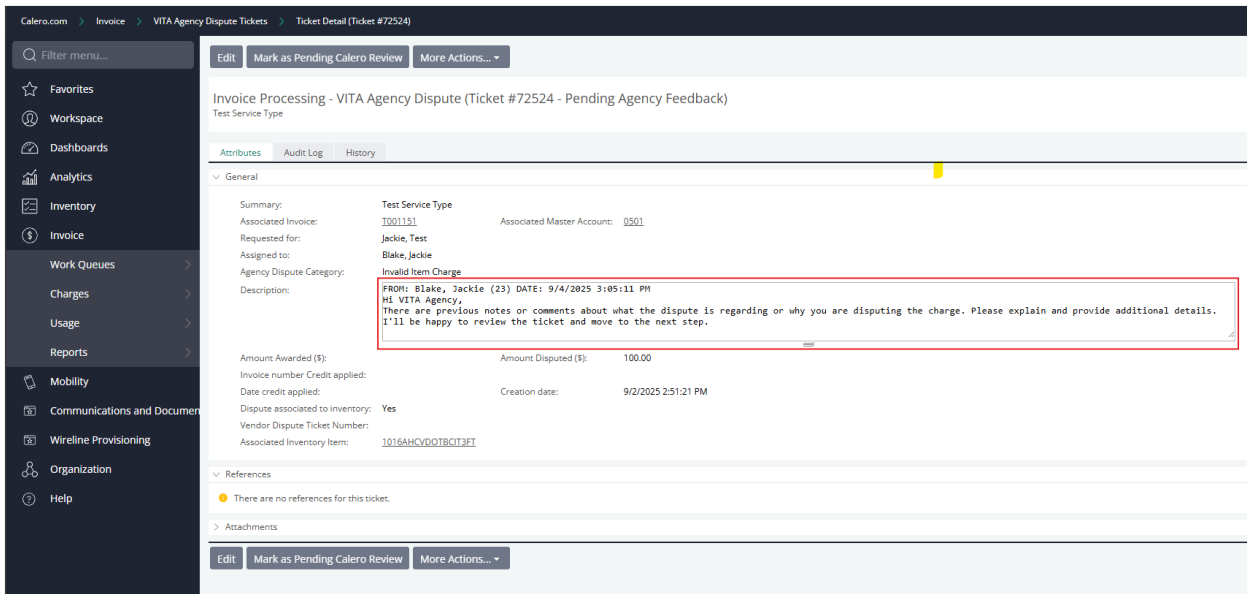 Calero.com > Invoice > VITA Agency Dispute Tickets > Ticket Detail (Ticket #72524)
Filter menu...
Favorites
Workspace
Dashboards
Analytics
Inventory
Invoice
Work Queues
Charges
Usage
Reports
Mobility
Communications and Documen
Wireline Provisioning
Organization
Help
Edit Mark as Pending Calero Review More Actions...
Invoice Processing - VITA Agency Dispute (Ticket #72524 - Pending Agency Feedback)
Test Service Type
Attributes Audit Log History
General
Summary: Test Service Type
Associated Invoice: T001151 Associated Master Account: 0501
Requested for: Jackie, Test
Assigned to: Blake, Jackie
Agency Dispute Category: Invalid Item Charge
Description: FROM: Blake, Jackie (23) DATE: 9/4/2025 3:05:11 PM
Hi VITA Agency,
There are previous notes or comments about what the dispute is regarding or why you are disputing the charge. Please explain and provide additional details.
I'll be happy to review the ticket and move to the next step.
Amount Awarded ($): Amount Disputed ($): 100.00
Invoice number Credit applied:
Date credit applied: Creation date: 9/2/2025 2:51:21 PM
Dispute associated to inventory: Yes
Vendor Dispute Ticket Number:
Associated Inventory Item: 1016AHCVDOTBCIT3FT
References
There are no references for this ticket.
Attachments
Edit Mark as Pending Calero Review More Actions...